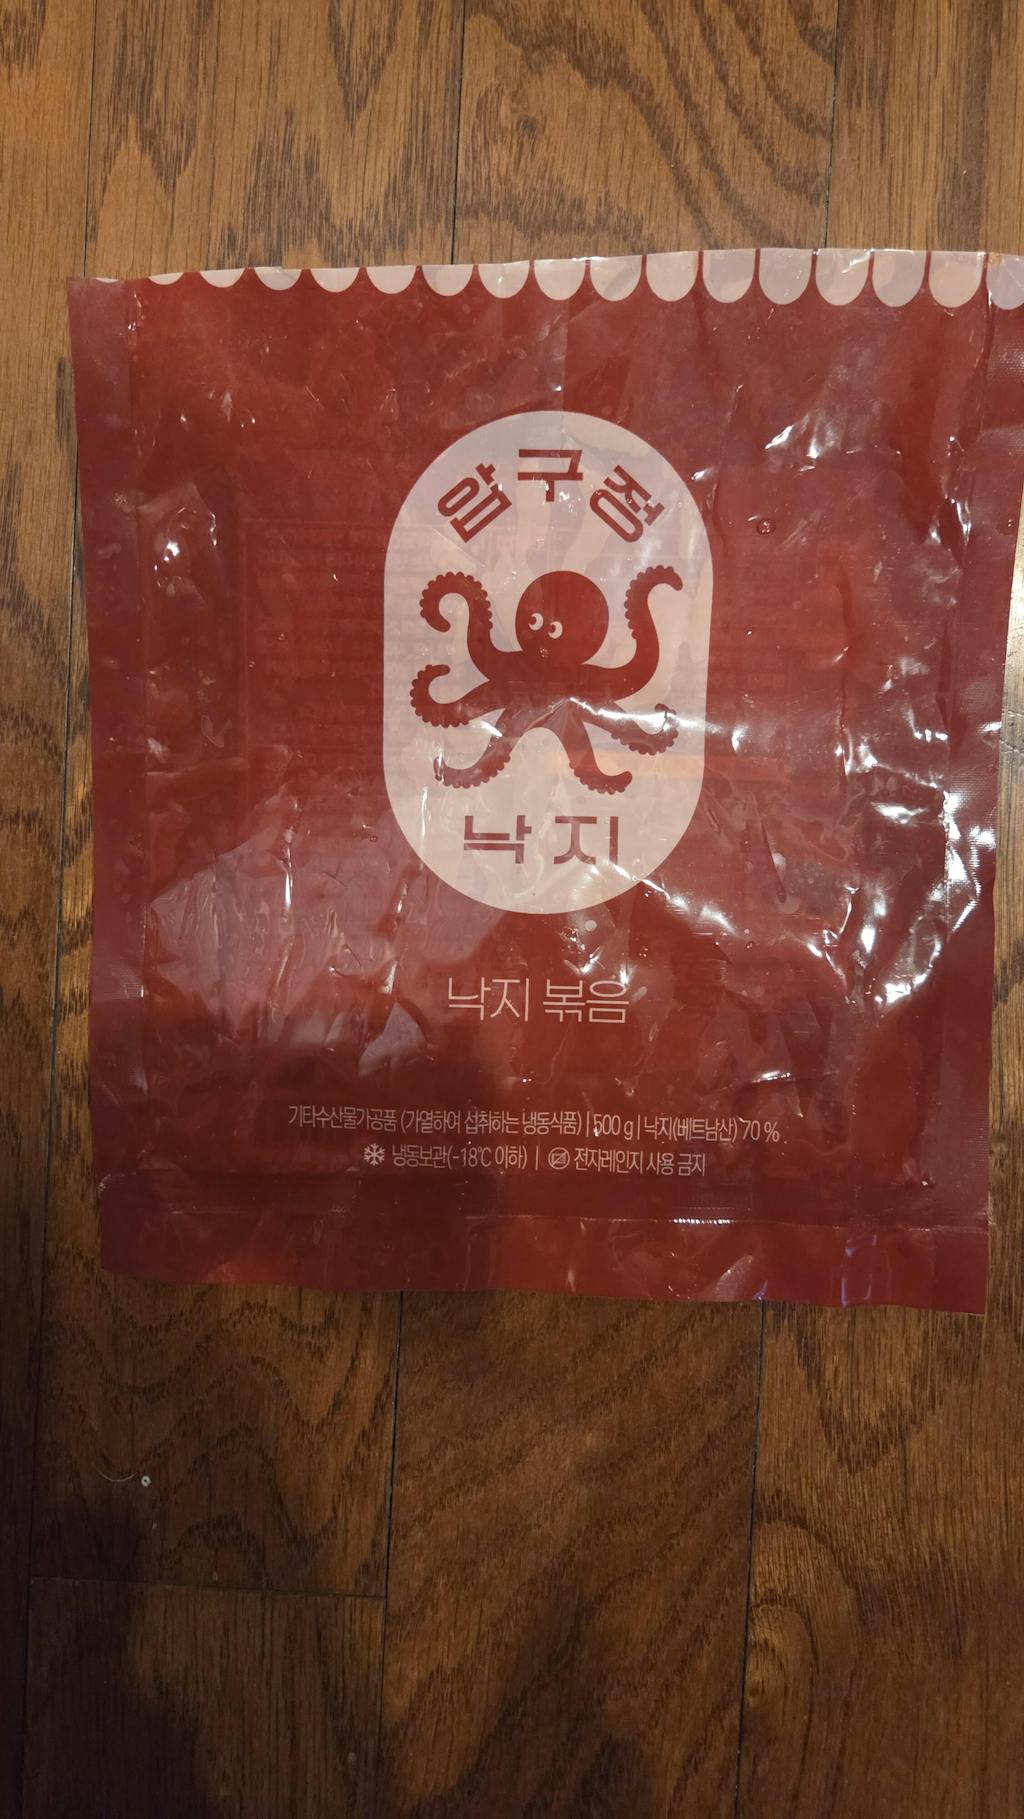 압구정
낙지
낙지 볶음
기타수산물가공품 (가열하여 섭취하는 냉동식품) | 500 g | 낙지(베트남산) 70 %
냉동보관(-18℃ 이하) | 전자레인지 사용 금지